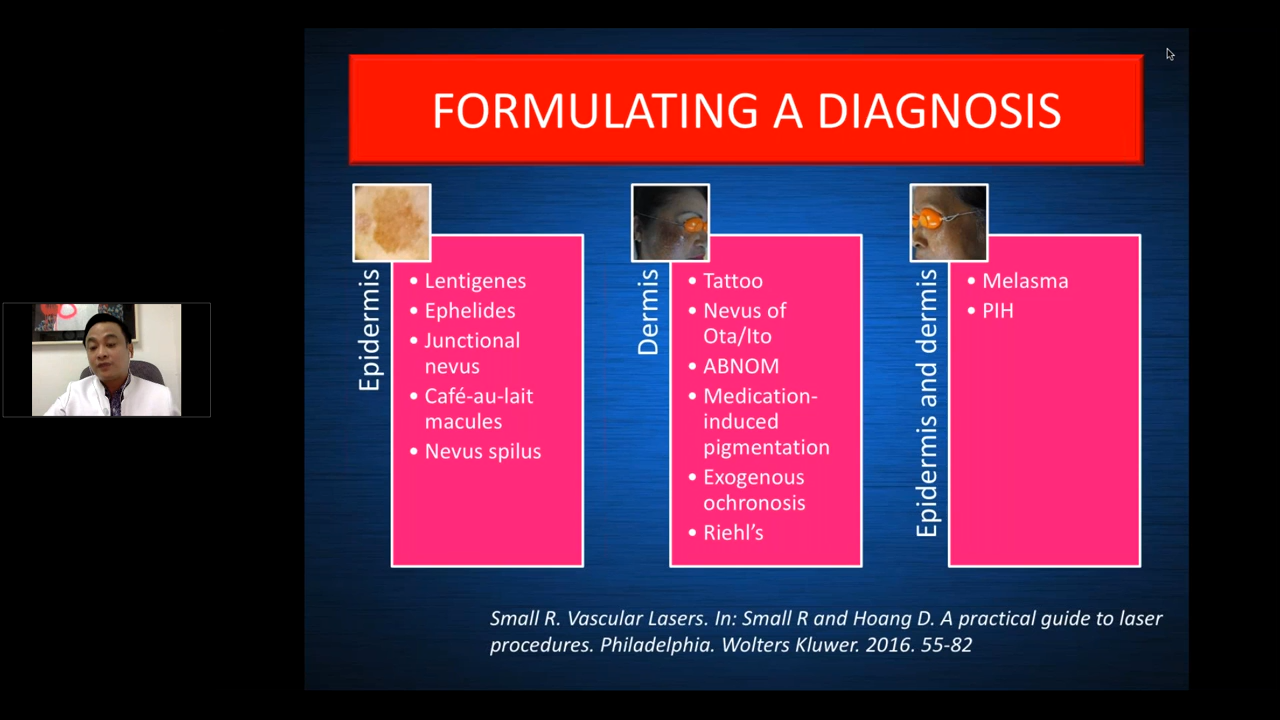 FORMULATING A DIAGNOSIS
Epidermis
• Lentigenes
• Ephelides
• Junctional
nevus
• Café-au-lait
macules
• Nevus spilus
Dermis
• Tattoo
• Nevus of
Ota/Ito
• ABNOM
• Medication-
induced
pigmentation
• Exogenous
ochronosis
• Riehl’s
Epidermis and dermis
• Melasma
• PIH
Small R. Vascular Lasers. In: Small R and Hoang D. A practical guide to laser
procedures. Philadelphia. Wolters Kluwer. 2016. 55-82